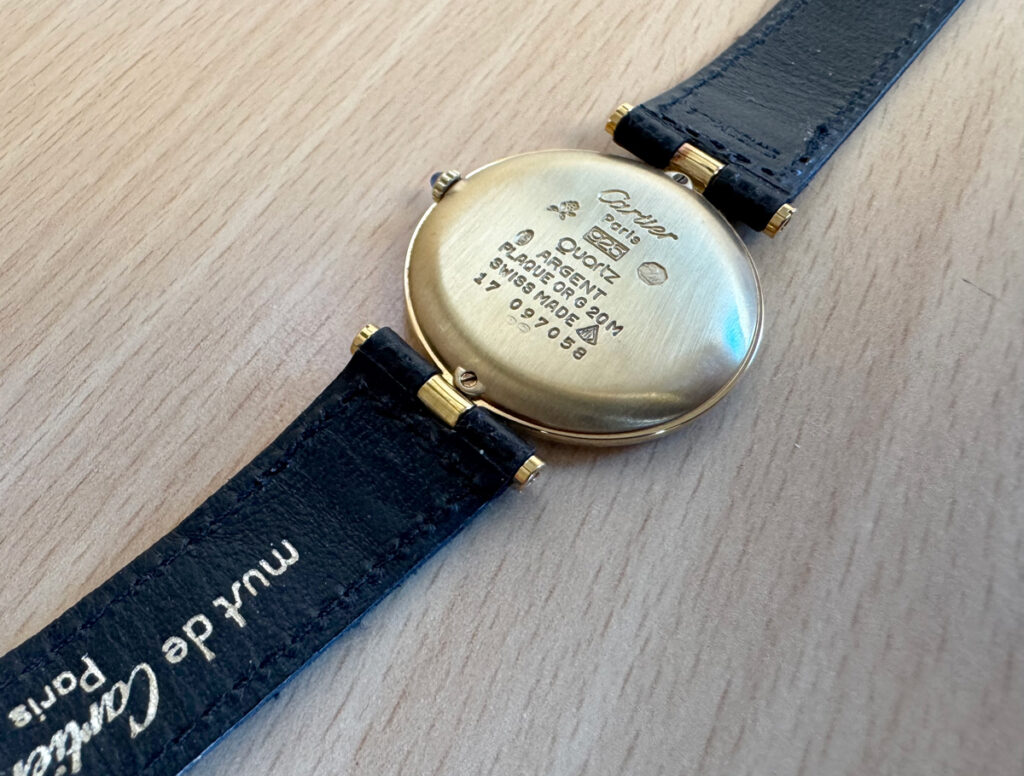 Cartier
Paris
925
Quartz
ARGENT
PLAQUE OR G 20M
SWISS MADE
17 097058
must de Cartier
Paris